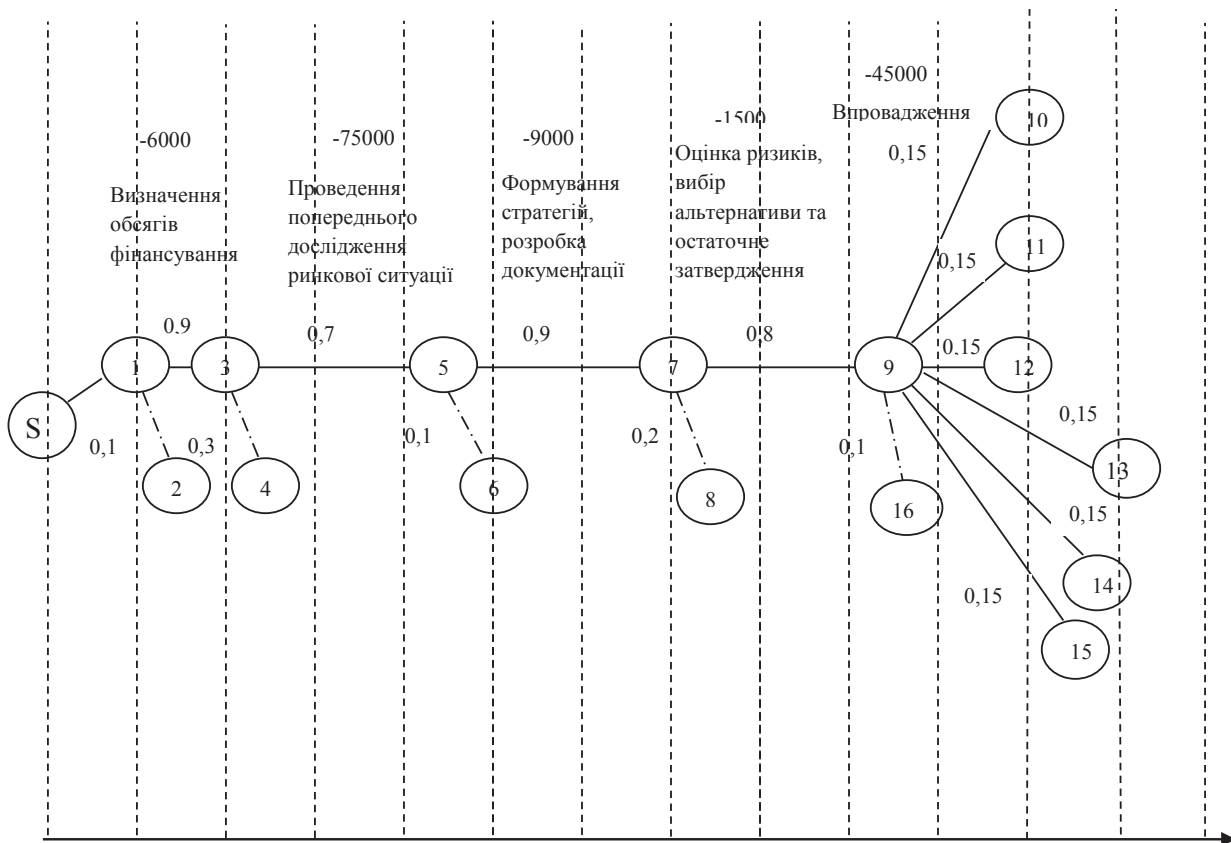 -45000
Впровадження
-6000
-75000
-9000
-1500
0,15
Визначення
обсягів
фінансування
Проведення
попереднього
дослідження
ринкової ситуації
Формування
стратегій,
розробка
документації
Оцінка ризиків,
вибір
альтернативи та
остаточне
затвердження
10
11
0,15
0,9
0,7
0,9
0,8
0,15
1
3
5
7
9
12
S
0,1
0,3
0,1
0,2
0,1
0,15
2
4
6
8
16
13
0,15
14
0,15
15